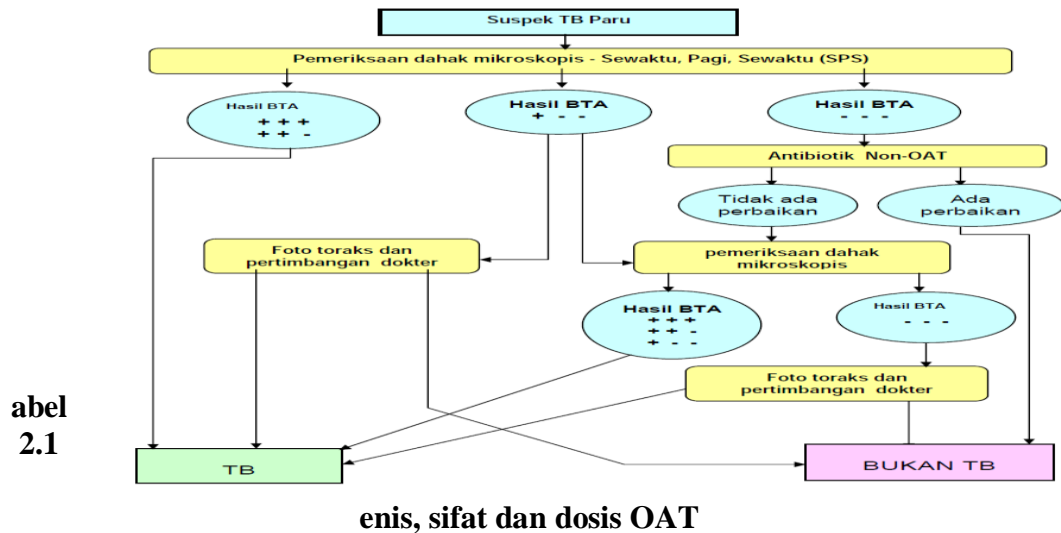 Suspek TB Paru
Pemeriksaan dahak mikroskopis - Sewaktu, Pagi, Sewaktu (SPS)
Hasil BTA
+ + +
+ + -
Hasil BTA
+ - -
Hasil BTA
- - -
Antibiotik Non-OAT
Tidak ada
perbaikan
Ada
perbaikan
Foto toraks dan
pertimbangan dokter
pemeriksaan dahak
mikroskopis
Hasil BTA
+ + +
+ + -
+ - -
Hasil BTA
- - -
Foto toraks dan
pertimbangan dokter
abel
2.1
TB
BUKAN TB
enis, sifat dan dosis OAT